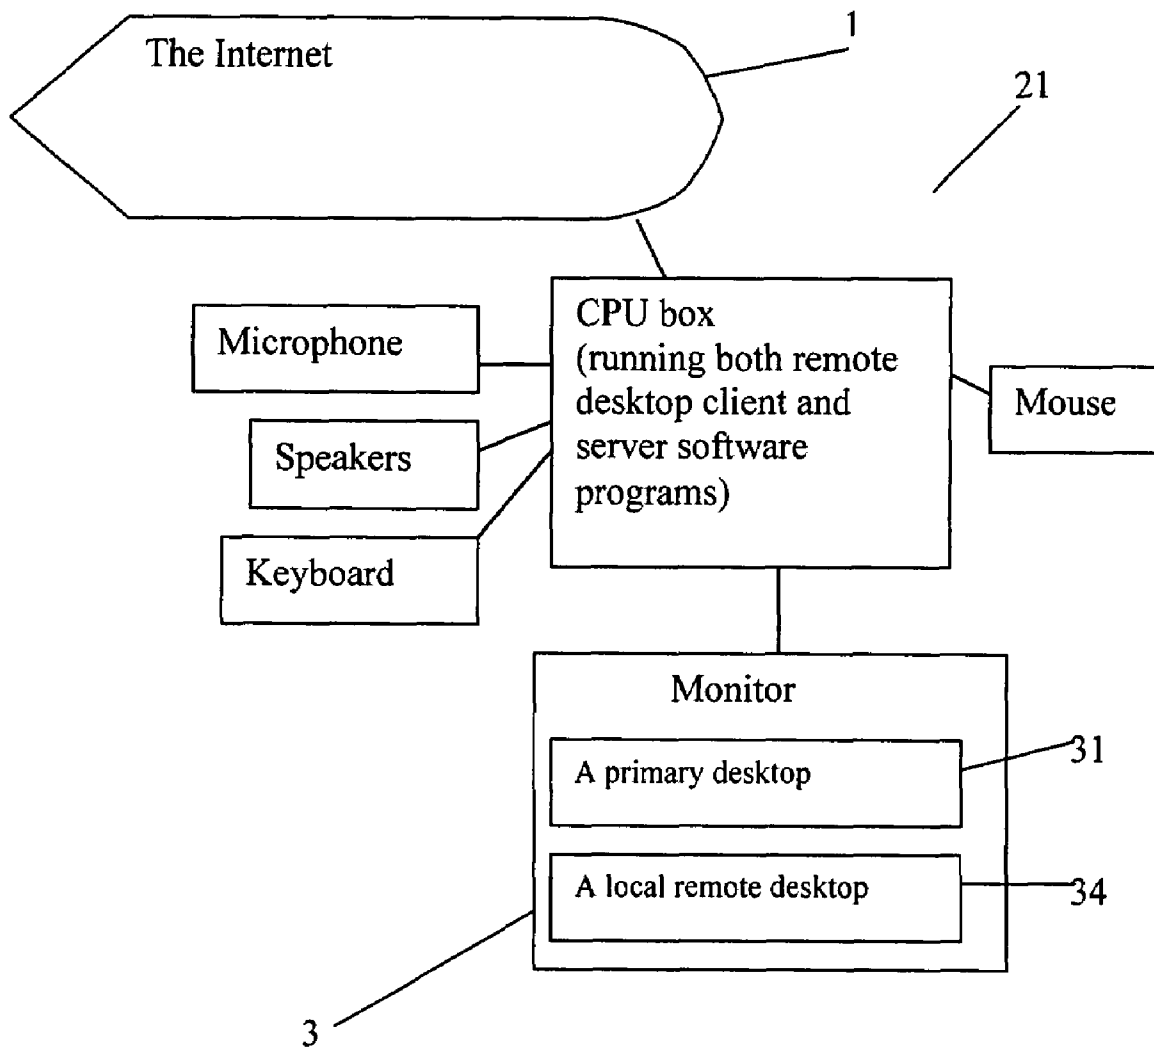 The Internet
1
21
CPU box
(running both remote
desktop client and
server software
programs)
Microphone
Speakers
Keyboard
Mouse
Monitor
A primary desktop
31
A local remote desktop
34
3